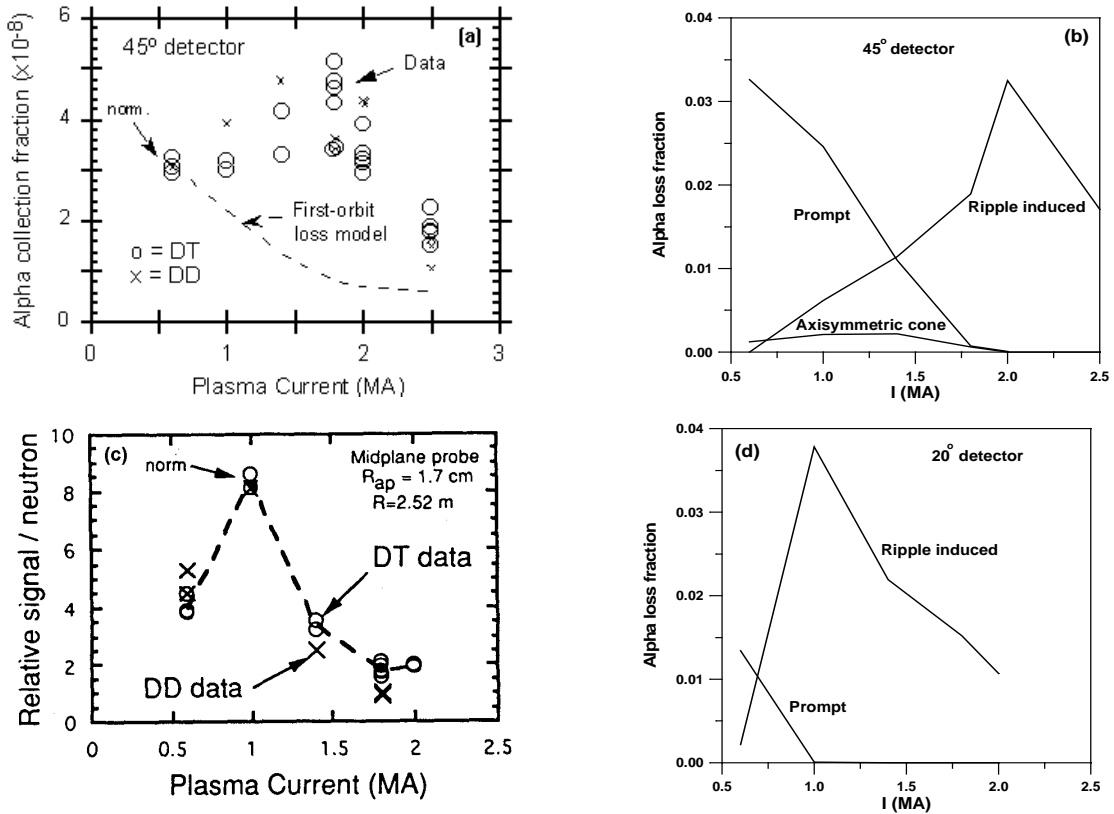 6
4
2
0
0
1
2
3
Alpha collection fraction (x10-8)
45º detector
(a)
Data
norm.
First-orbit
loss model
o = DT
× = DD
Plasma Current (MA)
0.04
0.03
0.02
0.01
0.00
0.5
1.0
1.5
2.0
2.5
Alpha loss fraction
45° detector
(b)
Prompt
Ripple induced
Axisymmetric cone
I (MA)
10
8
6
4
2
0
0
0.5
1
1.5
2
2.5
Relative signal / neutron
(c)
norm
Midplane probe
Rap = 1.7 cm
R=2.52 m
DT data
DD data
Plasma Current (MA)
0.04
0.03
0.02
0.01
0.00
0.5
1.0
1.5
2.0
2.5
Alpha loss fraction
(d)
20° detector
Ripple induced
Prompt
I (MA)